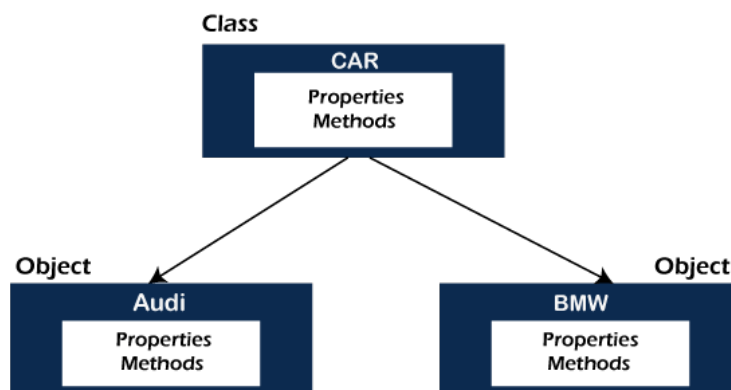 Class
CAR
Properties
Methods
Object
Audi
Properties
Methods
Object
BMW
Properties
Methods